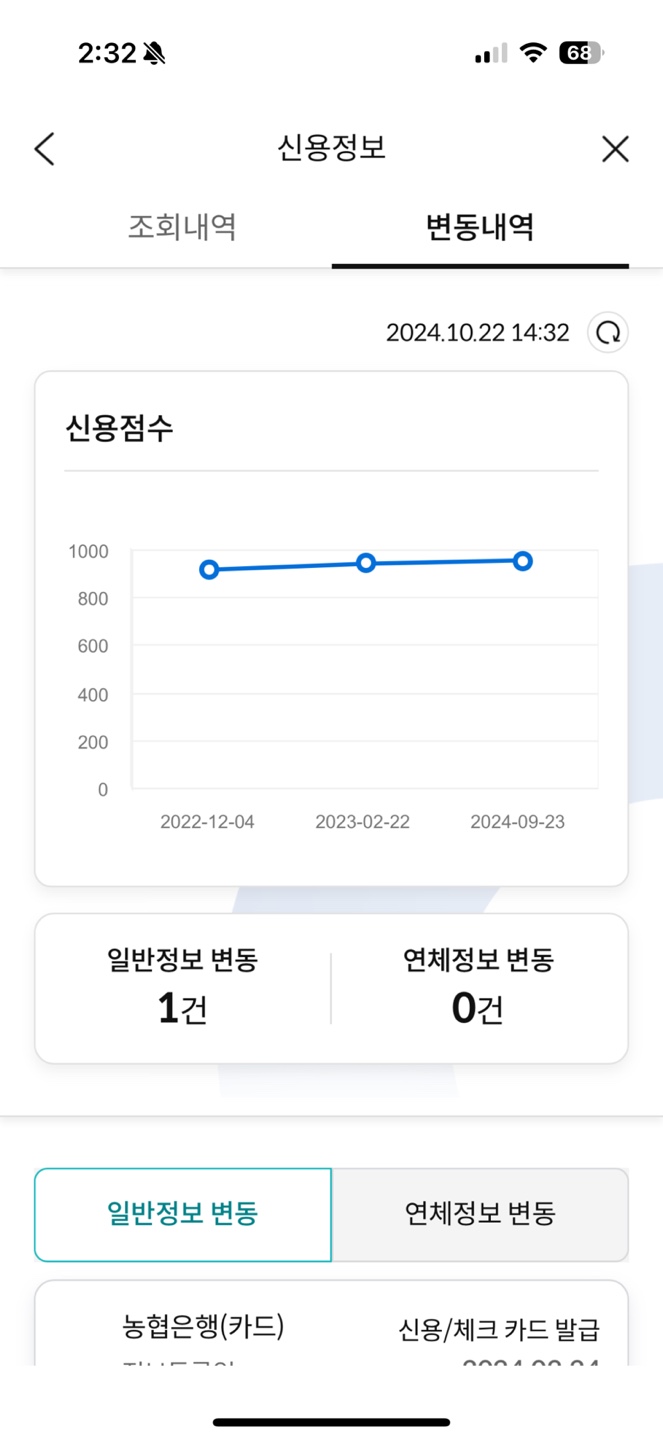 2:32
68
신용정보
조회내역 변동내역
2024.10.22 14:32
신용점수
1000
800
600
400
200
0
2022-12-04 2023-02-22 2024-09-23
일반정보 변동 연체정보 변동
1건 0건
일반정보 변동 연체정보 변동
농협은행(카드) 신용/체크 카드 발급